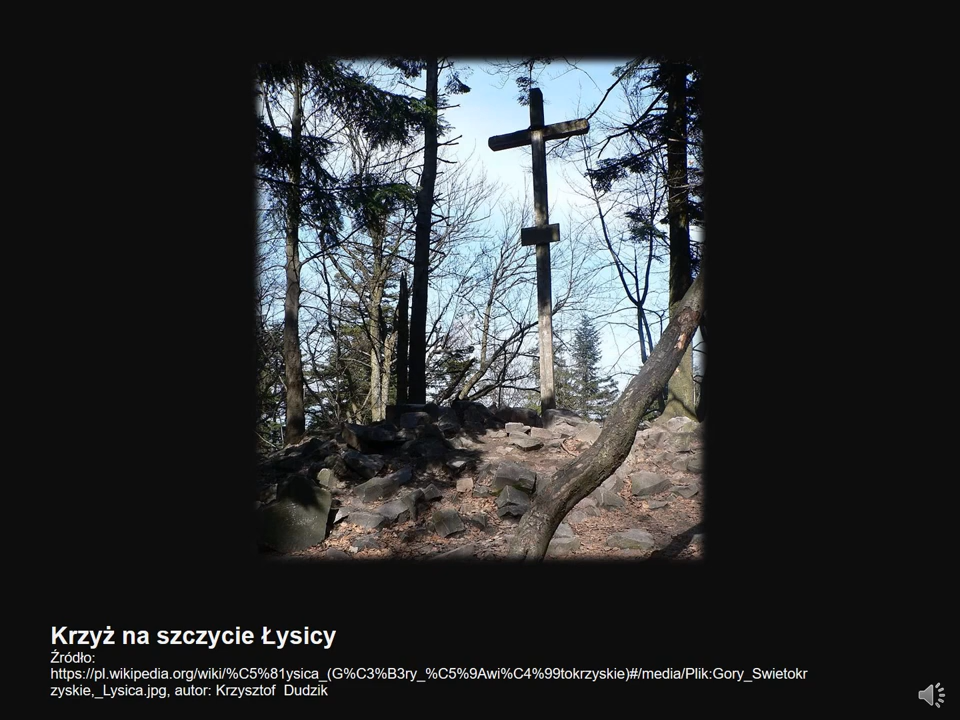 Krzyż na szczycie Łysicy
Źródło:
https://pl.wikipedia.org/wiki/%C5%81ysica_(G%C3%B3ry_%C5%9Awi%C4%99tokrzyskie)#/media/Plik:Gory_Swietokr
zyskie,_Lysica.jpg, autor: Krzysztof  Dudzik